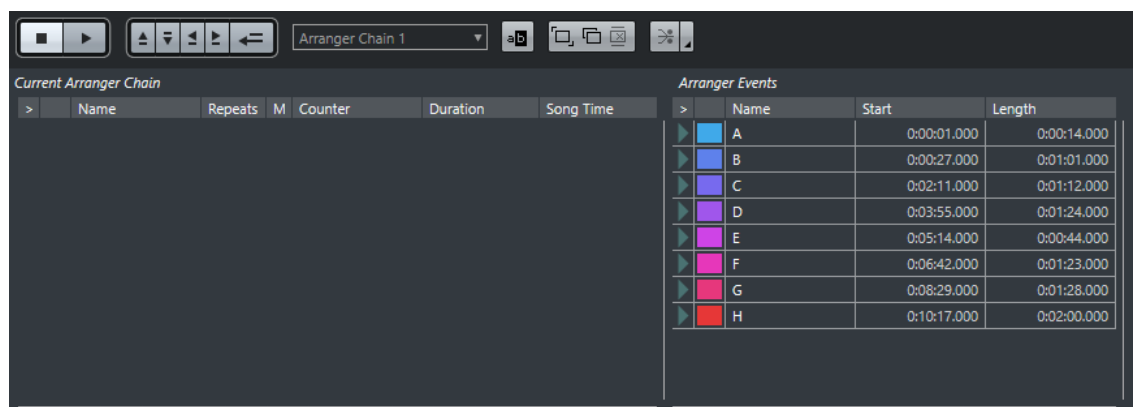 Arranger Chain 1 ab
Current Arranger Chain Arranger Events
> Name Repeats M Counter Duration Song Time > Name Start Length
A 0:00:01.000 0:00:14.000
B 0:00:27.000 0:01:01.000
C 0:02:11.000 0:01:12.000
D 0:03:55.000 0:01:24.000
E 0:05:14.000 0:00:44.000
F 0:06:42.000 0:01:23.000
G 0:08:29.000 0:01:28.000
H 0:10:17.000 0:02:00.000